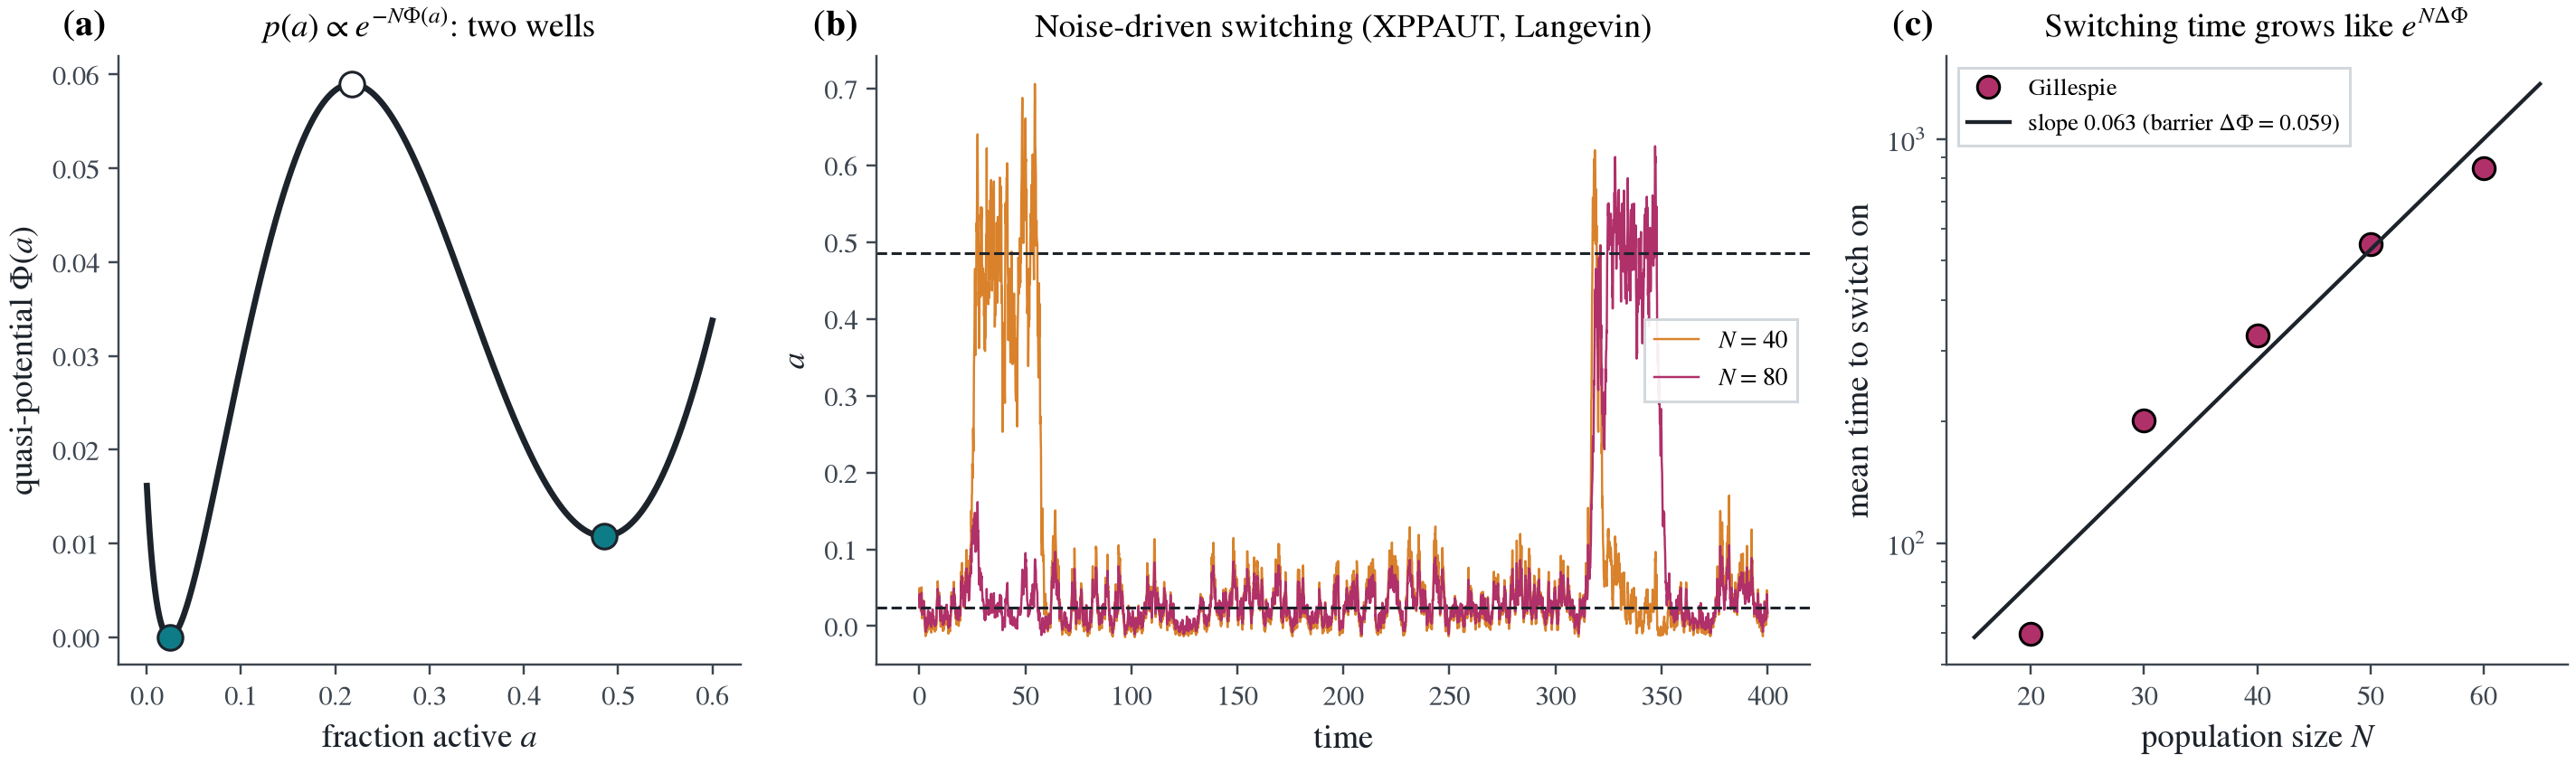 (a)
p(a) ∝ e^{−NΦ(a)}: two wells
quasi-potential Φ(a)
0.06
0.05
0.04
0.03
0.02
0.01
0.00
0.0 0.1 0.2 0.3 0.4 0.5 0.6
fraction active a
(b)
Noise-driven switching (XPPAUT, Langevin)
a
0.7
0.6
0.5
0.4
0.3
0.2
0.1
0.0
N = 40
N = 80
0 50 100 150 200 250 300 350 400
time
(c)
Switching time grows like e^{NΔΦ}
Gillespie
slope 0.063 (barrier ΔΦ = 0.059)
mean time to switch on
10³
10²
20 30 40 50 60
population size N